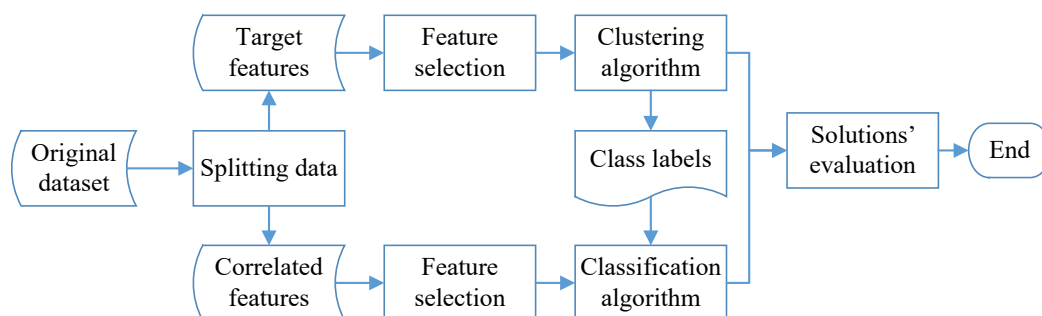 Target
features
Feature
selection
Clustering
algorithm
Original
dataset
Splitting data
Class labels
Solutions’
evaluation
End
Correlated
features
Feature
selection
Classification
algorithm